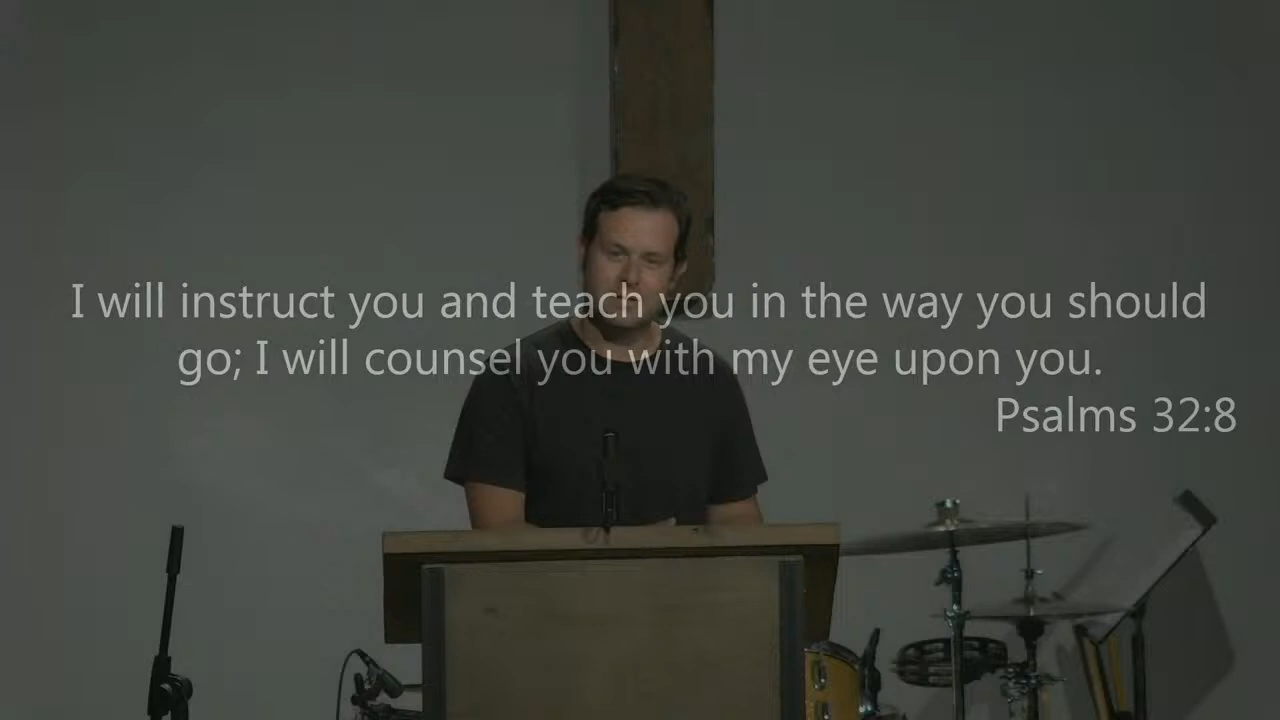 I will instruct you and teach you in the way you should
go; I will counsel you with my eye upon you.
Psalms 32:8